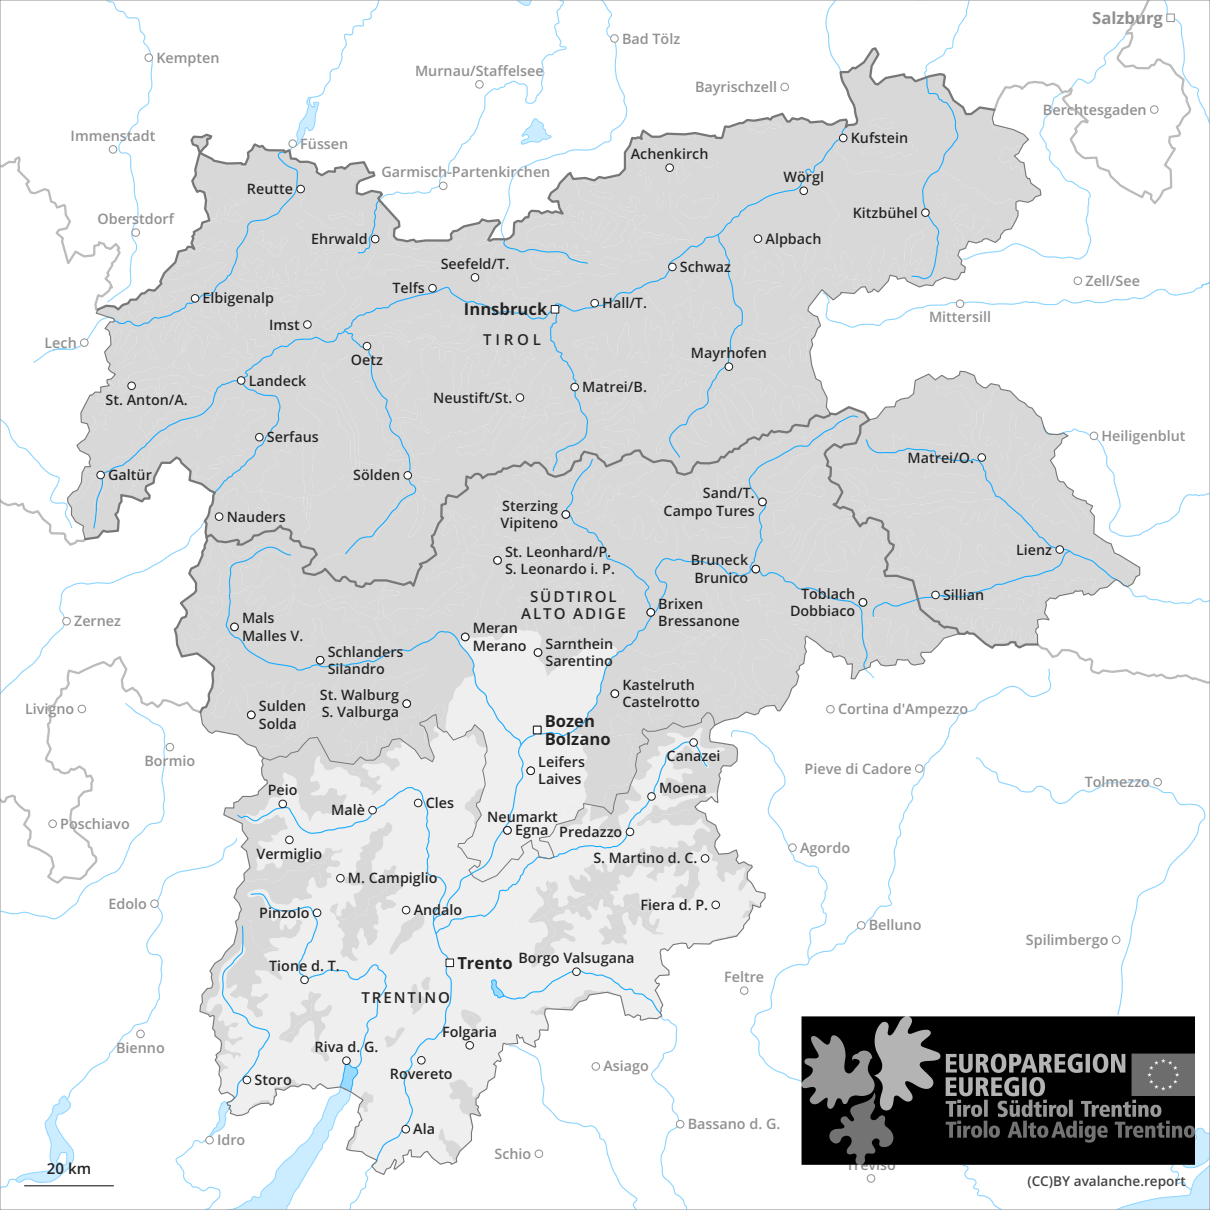 Salzburg
Bad Tölz
Kempten
Murnau/Staffelsee
Bayrischzell
Berchtesgaden
Immenstadt
Füssen
Kufstein
Achenkirch
Garmisch-Partenkirchen
Wörgl
Reutte
Oberstdorf
Kitzbühel
Ehrwald
Alpbach
Seefeld/T.
Schwaz
Zell/See
Telfs
Elbigenalp
Hall/T.
Innsbruck
Mittersill
Imst
TIROL
Lech
Mayrhofen
Oetz
Landeck
Matrei/B.
St. Anton/A.
Neustift/St.
Serfaus
Heiligenblut
Matrei/O.
Galtür
Sölden
Sand/T.
Campo Tures
Sterzing
Vipiteno
Nauders
St. Leonhard/P.
S. Leonardo i. P.
Lienz
Bruneck
Brunico
SÜDTIROL
ALTO ADIGE
Toblach
Dobbiaco
Sillian
Brixen
Bressanone
Zernez
Mals
Malles V.
Meran
Merano
Sarnthein
Sarentino
Schlanders
Silandro
Kastelruth
Castelrotto
St. Walburg
S. Valburga
Livigno
Sulden
Solda
Cortina d'Ampezzo
Bozen
Bolzano
Bormio
Canazei
Leifers
Laives
Pieve di Cadore
Tolmezzo
Peio
Moena
Malè
Cles
Neumarkt
Egna
Poschiavo
Predazzo
Vermiglio
Agordo
S. Martino d. C.
M. Campiglio
Edolo
Pinzolo
Andalo
Fiera d. P.
Belluno
Spilimbergo
Trento
Borgo Valsugana
Tione d. T.
Feltre
TRENTINO
Folgaria
Bienno
Riva d. G.
Rovereto
Asiago
Storo
EUROPAREGION
EUREGIO
Tirol Südtirol Trentino
Tirolo Alto Adige Trentino
Ala
Bassano d. G.
Idro
Schio
Treviso
20 km
(CC)BY avalanche.report